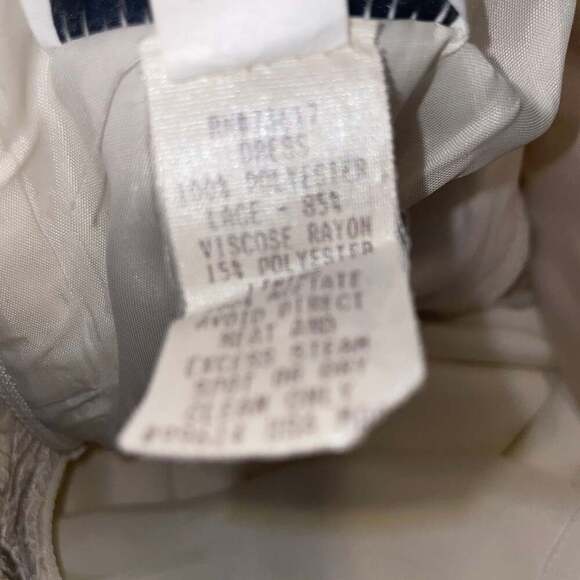 DRESS
100% POLYESTER
LACE - 85%
VISCOSE RAYON
15% POLYESTER
AVOID DIRECT
HEAT AND
EXCESS STEAM
SPOT OR DRY
CLEAN ONLY
USA